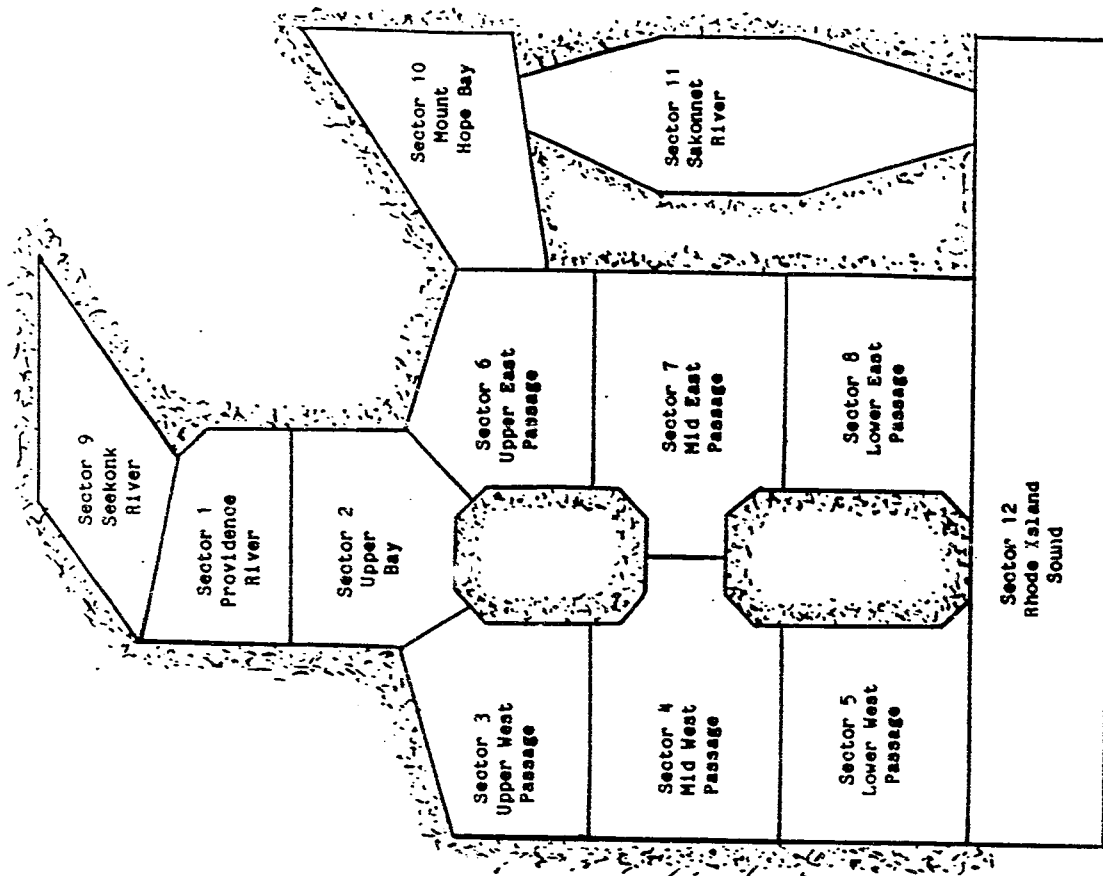 Sector 9
Seekonk
River
Sector 1
Providence
River
Sector 2
Upper
Bay
Sector 3
Upper West
Passage
Sector 4
Mid West
Passage
Sector 5
Lower West
Passage
Sector 6
Upper East
Passage
Sector 7
Mid East
Passage
Sector 8
Lower East
Passage
Sector 10
Mount
Hope Bay
Sector 11
Sakonnet
River
Sector 12
Rhode Island
Sound